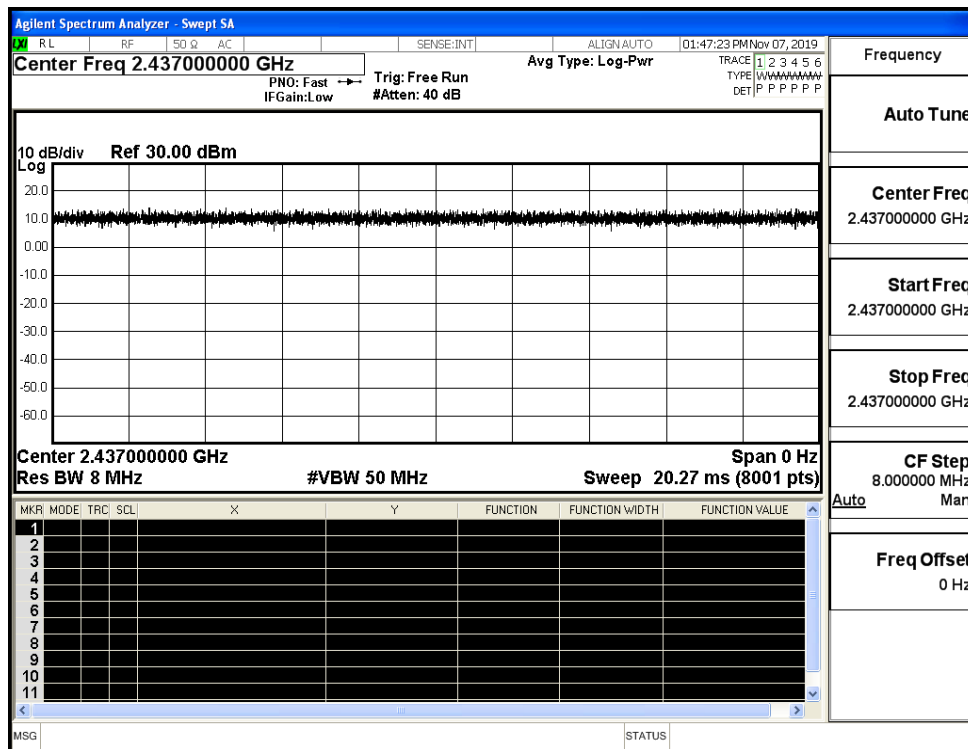 Agilent Spectrum Analyzer - Swept SA
LXI RL RF 50 Ω AC SENSE:INT ALIGN AUTO 01:47:23 PM Nov 07, 2019
Center Freq 2.437000000 GHz
PNO: Fast
IFGain:Low
Trig: Free Run
#Atten: 40 dB
Avg Type: Log-Pwr
TRACE 1 2 3 4 5 6
TYPE
DET P P P P P P
10 dB/div Ref 30.00 dBm
Log
20.0
10.0
0.00
-10.0
-20.0
-30.0
-40.0
-50.0
-60.0
Center 2.437000000 GHz Span 0 Hz
Res BW 8 MHz #VBW 50 MHz Sweep 20.27 ms (8001 pts)
MKR MODE TRC SCL X Y FUNCTION FUNCTION WIDTH FUNCTION VALUE
1
2
3
4
5
6
7
8
9
10
11
MSG STATUS
Frequency
Auto Tune
Center Freq
2.437000000 GHz
Start Freq
2.437000000 GHz
Stop Freq
2.437000000 GHz
CF Step
8.000000 MHz
Auto Man
Freq Offset
0 Hz